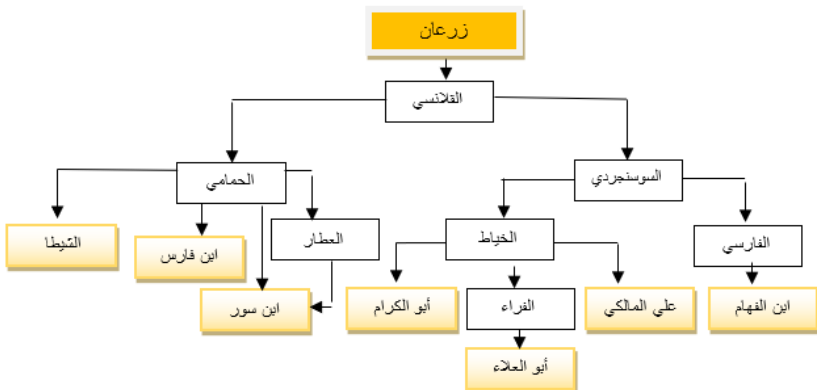 زرعان
القلانسي
الحمامي
السوسنجردي
الشيطا
ابن فارس
العطار
الخياط
الفارسي
ابن سور
أبو الكرام
الفراء
علي المالكي
ابن الفهام
أبو العلاء